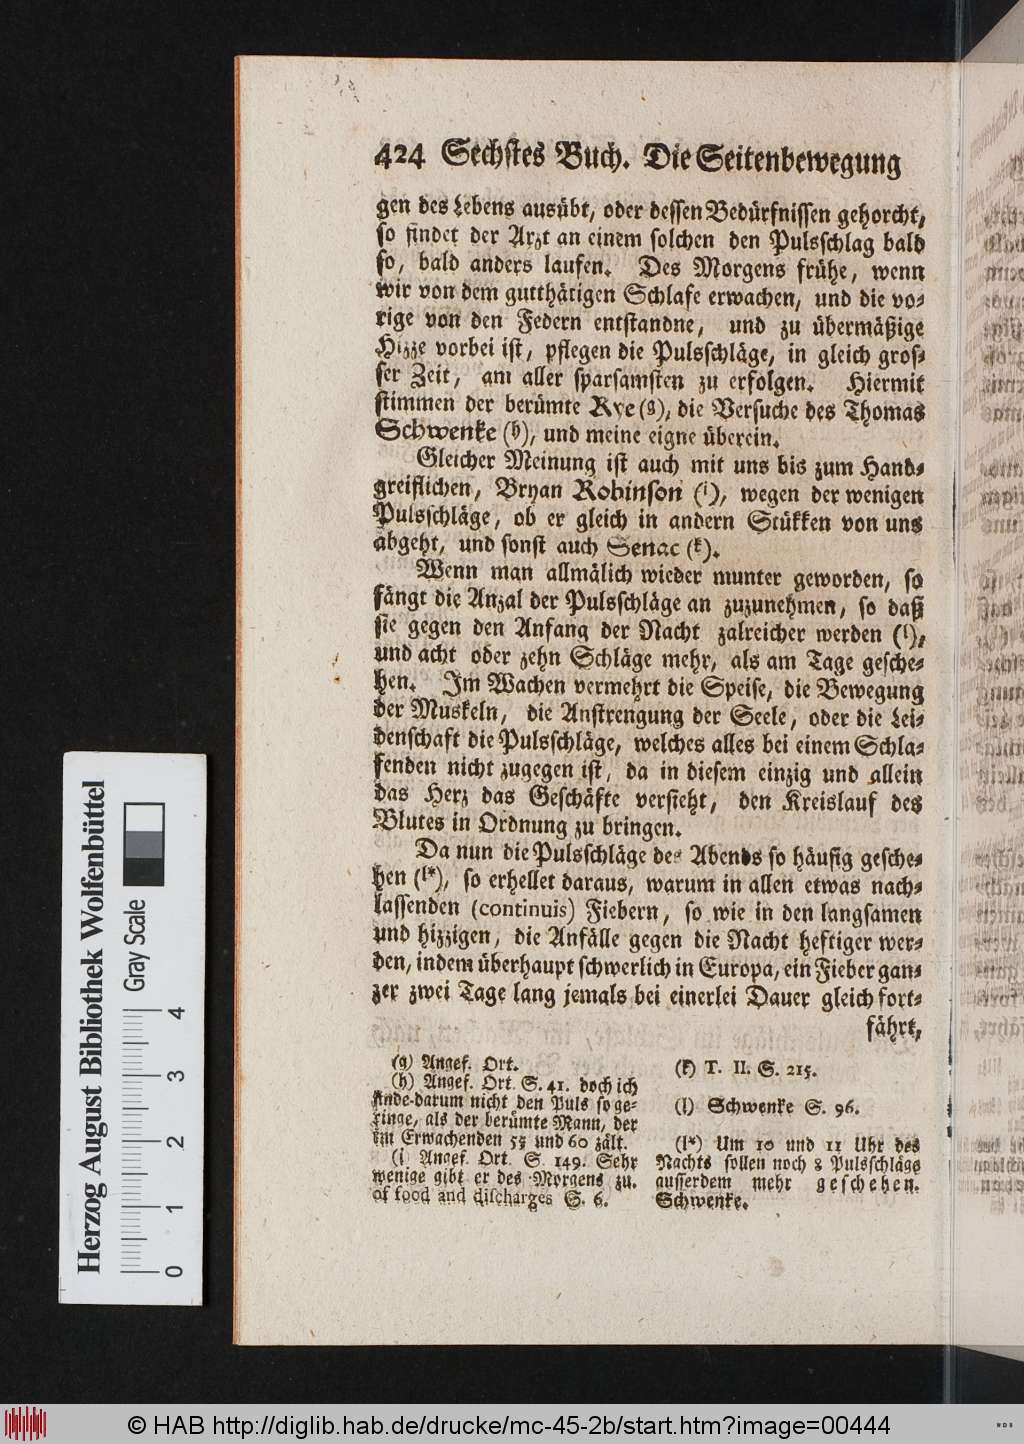 424 Sechstes Buch. Die Seitenbewegung
gen des Lebens ausübt, oder dessen Bedürfnissen gehorcht,
so findet der Arzt an einem solchen den Pulsschlag bald
so, bald anders laufen. Des Morgens frühe, wenn
wir von dem gutthätigen Schlafe erwachen, und die vo-
rige von den Federn entstandne, und zu übermäßige
Hizze vorbei ist, pflegen die Pulsschläge, in gleich gros-
ser Zeit, am aller sparsamsten zu erfolgen. Hiermit
stimmen der berümte Rye (g), die Versuche des Thomas
Schwenke (h), und meine eigne überein.
Gleicher Meinung ist auch mit uns bis zum Hand-
greiflichen, Bryan Robinson (i), wegen der wenigen
Pulsschläge, ob er gleich in andern Stükken von uns
abgeht, und sonst auch Senac (k).
Wenn man allmälich wieder munter geworden, so
fängt die Anzal der Pulsschläge an zuzunehmen, so daß
sie gegen den Anfang der Nacht zalreicher werden (l),
und acht oder zehn Schläge mehr, als am Tage gesche-
hen. Im Wachen vermehrt die Speise, die Bewegung
der Muskeln, die Anstrengung der Seele, oder die Lei-
denschaft die Pulsschläge, welches alles bei einem Schla-
fenden nicht zugegen ist, da in diesem einzig und allein
das Herz das Geschäfte versieht, den Kreislauf des
Blutes in Ordnung zu bringen.
Da nun die Pulsschläge des Abends so häufig gesche-
hen (l*), so erhellet daraus, warum in allen etwas nach-
lassenden (continuis) Fiebern, so wie in den langsamen
und hizzigen, die Anfälle gegen die Nacht heftiger wer-
den, indem überhaupt schwerlich in Europa, ein Fieber gan-
zer zwei Tage lang jemals bei einerlei Dauer gleich fort-
fährt,
(g) Angef. Ort.
(h) Angef. Ort. S. 41. doch ich
finde darum nicht den Puls so ge-
ringe, als der berümte Mann, der
im Erwachenden 55 und 60 zält.
(i) Angef. Ort. S. 149. Sehr
wenige gibt er des Morgens zu.
of food and discharges S. 6.
(k) T. II. S. 215.
(l) Schwenke S. 96.
(l*) Um 10 und 11 Uhr des
Nachts sollen noch 8 Pulsschläge
ausserdem mehr geschehen.
Schwenke.
Herzog August Bibliothek Wolfenbüttel
Gray Scale
0 1 2 3 4
© HAB http://diglib.hab.de/drucke/mc-45-2b/start.htm?image=00444